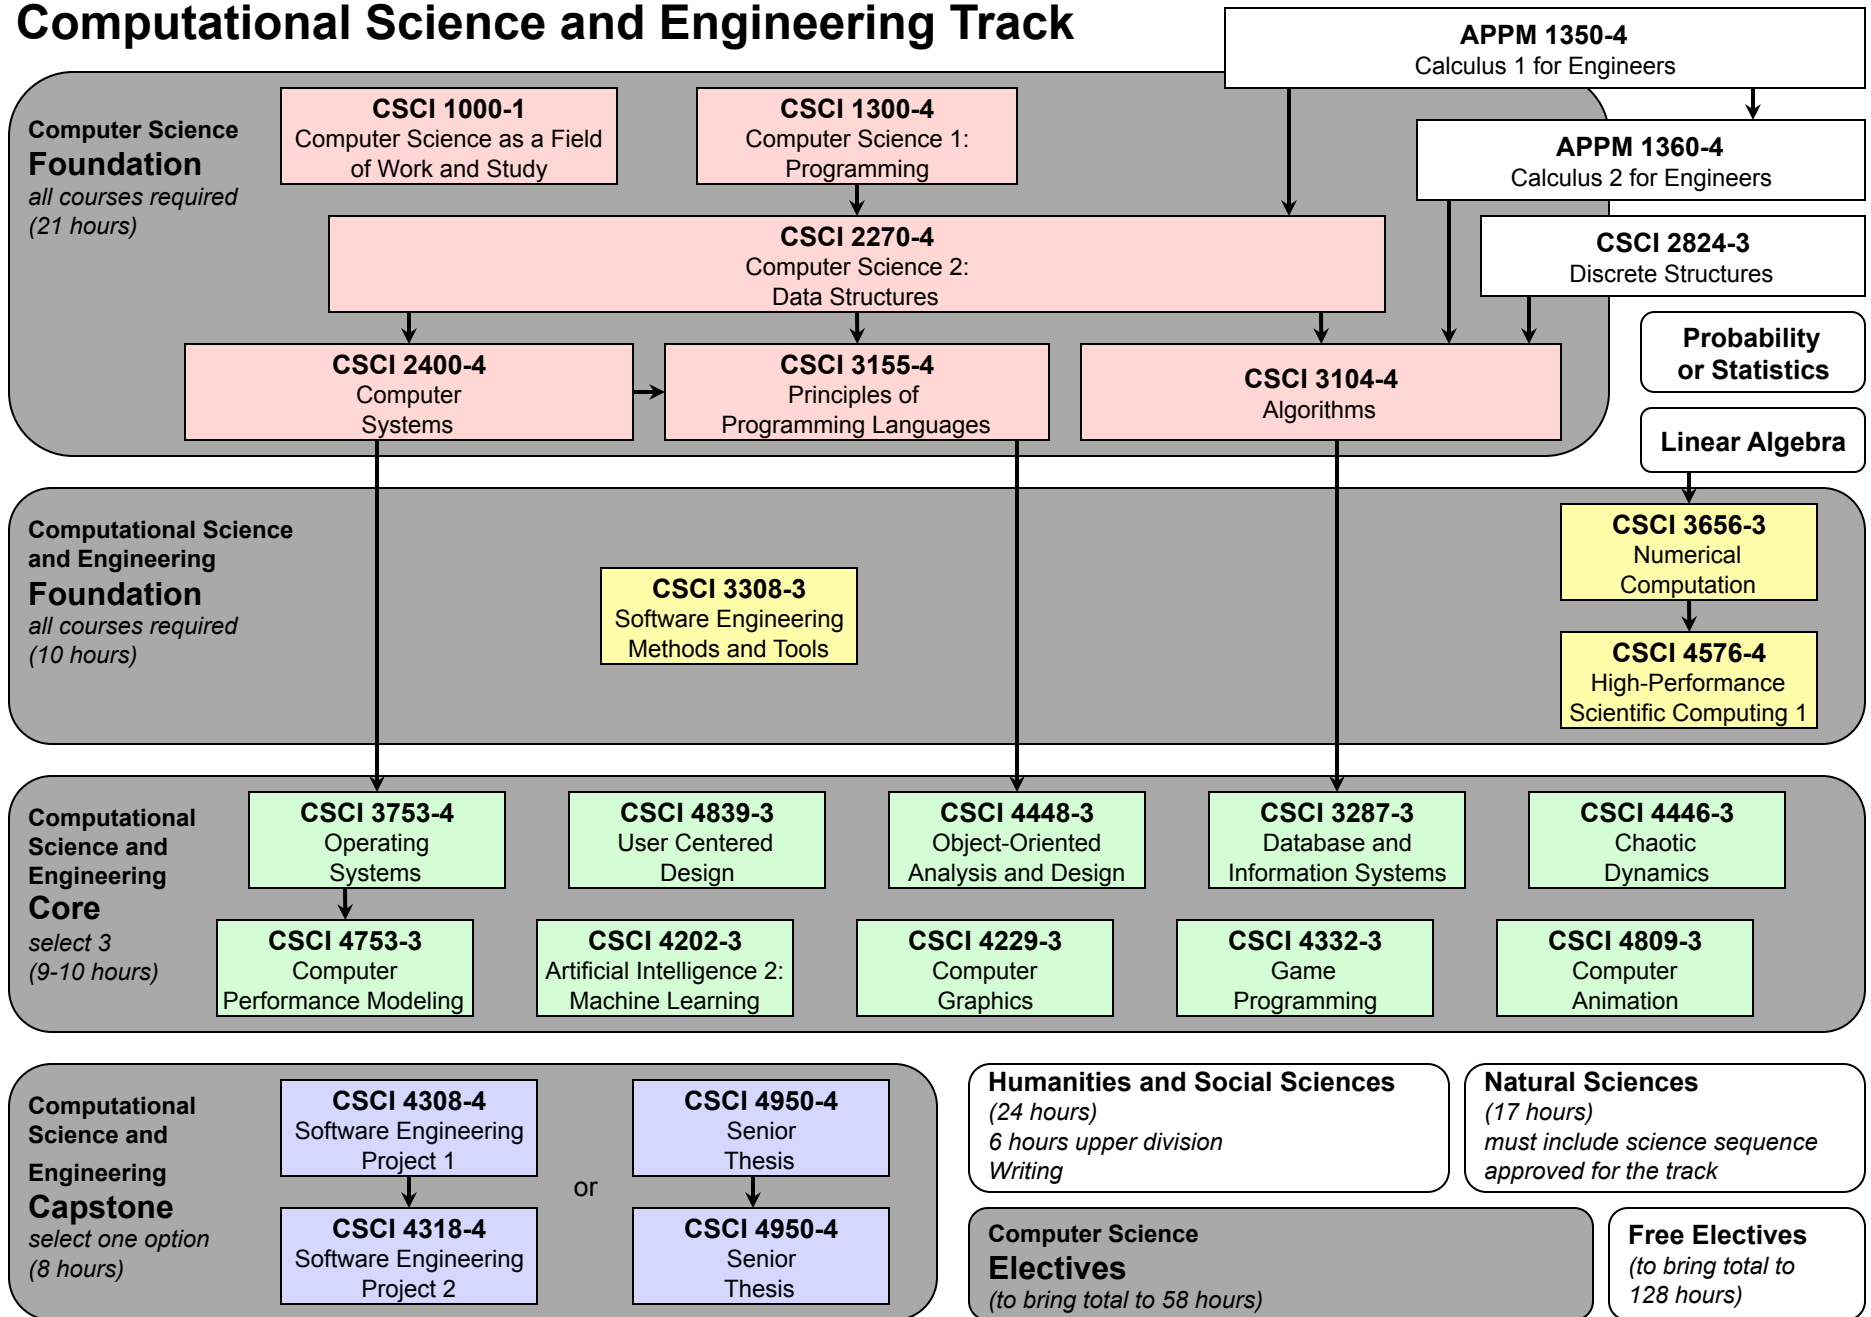 Computational Science and Engineering Track
APPM 1350-4
Calculus 1 for Engineers
Computer Science
Foundation
all courses required
(21 hours)
CSCI 1000-1
Computer Science as a Field
of Work and Study
CSCI 1300-4
Computer Science 1:
Programming
APPM 1360-4
Calculus 2 for Engineers
CSCI 2270-4
Computer Science 2:
Data Structures
CSCI 2824-3
Discrete Structures
CSCI 2400-4
Computer
Systems
CSCI 3155-4
Principles of
Programming Languages
CSCI 3104-4
Algorithms
Probability
or Statistics
Linear Algebra
Computational Science
and Engineering
Foundation
all courses required
(10 hours)
CSCI 3308-3
Software Engineering
Methods and Tools
CSCI 3656-3
Numerical
Computation
CSCI 4576-4
High-Performance
Scientific Computing 1
Computational
Science and
Engineering
Core
select 3
(9-10 hours)
CSCI 3753-4
Operating
Systems
CSCI 4839-3
User Centered
Design
CSCI 4448-3
Object-Oriented
Analysis and Design
CSCI 3287-3
Database and
Information Systems
CSCI 4446-3
Chaotic
Dynamics
CSCI 4753-3
Computer
Performance Modeling
CSCI 4202-3
Artificial Intelligence 2:
Machine Learning
CSCI 4229-3
Computer
Graphics
CSCI 4332-3
Game
Programming
CSCI 4809-3
Computer
Animation
Computational
Science and
Engineering
Capstone
select one option
(8 hours)
CSCI 4308-4
Software Engineering
Project 1
CSCI 4318-4
Software Engineering
Project 2
or
CSCI 4950-4
Senior
Thesis
CSCI 4950-4
Senior
Thesis
Humanities and Social Sciences
(24 hours)
6 hours upper division
Writing
Natural Sciences
(17 hours)
must include science sequence
approved for the track
Computer Science
Electives
(to bring total to 58 hours)
Free Electives
(to bring total to
128 hours)